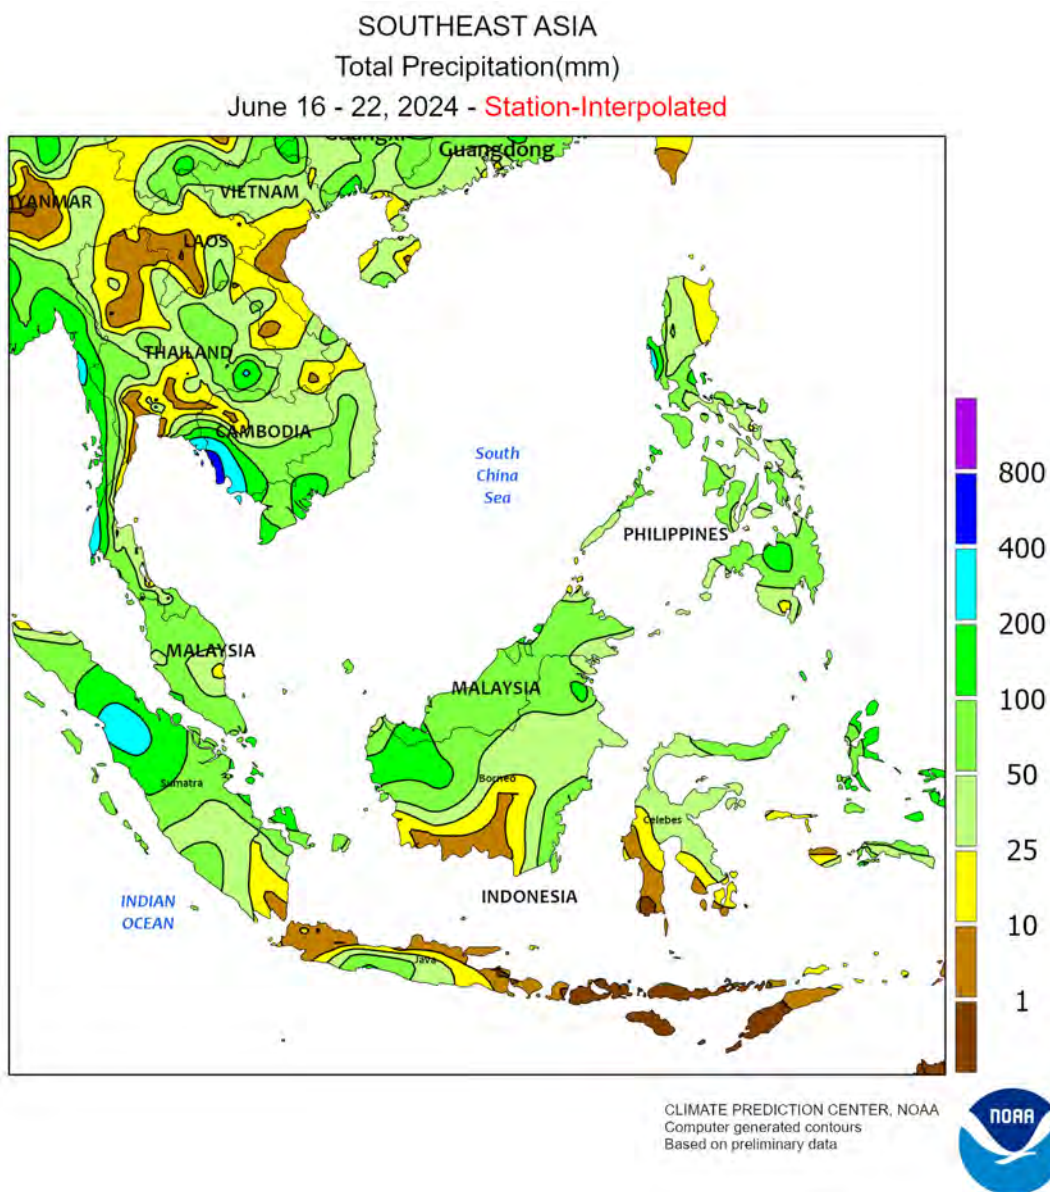 SOUTHEAST ASIA
Total Precipitation(mm)
June 16 - 22, 2024 - Station-Interpolated
Guangxi
Guangdong
MYANMAR
VIETNAM
LAOS
THAILAND
CAMBODIA
South
China
Sea
PHILIPPINES
MALAYSIA
MALAYSIA
Sumatra
Borneo
Celebes
INDIAN
OCEAN
INDONESIA
Java
800
400
200
100
50
25
10
1
CLIMATE PREDICTION CENTER, NOAA
Computer generated contours
Based on preliminary data
NOAA